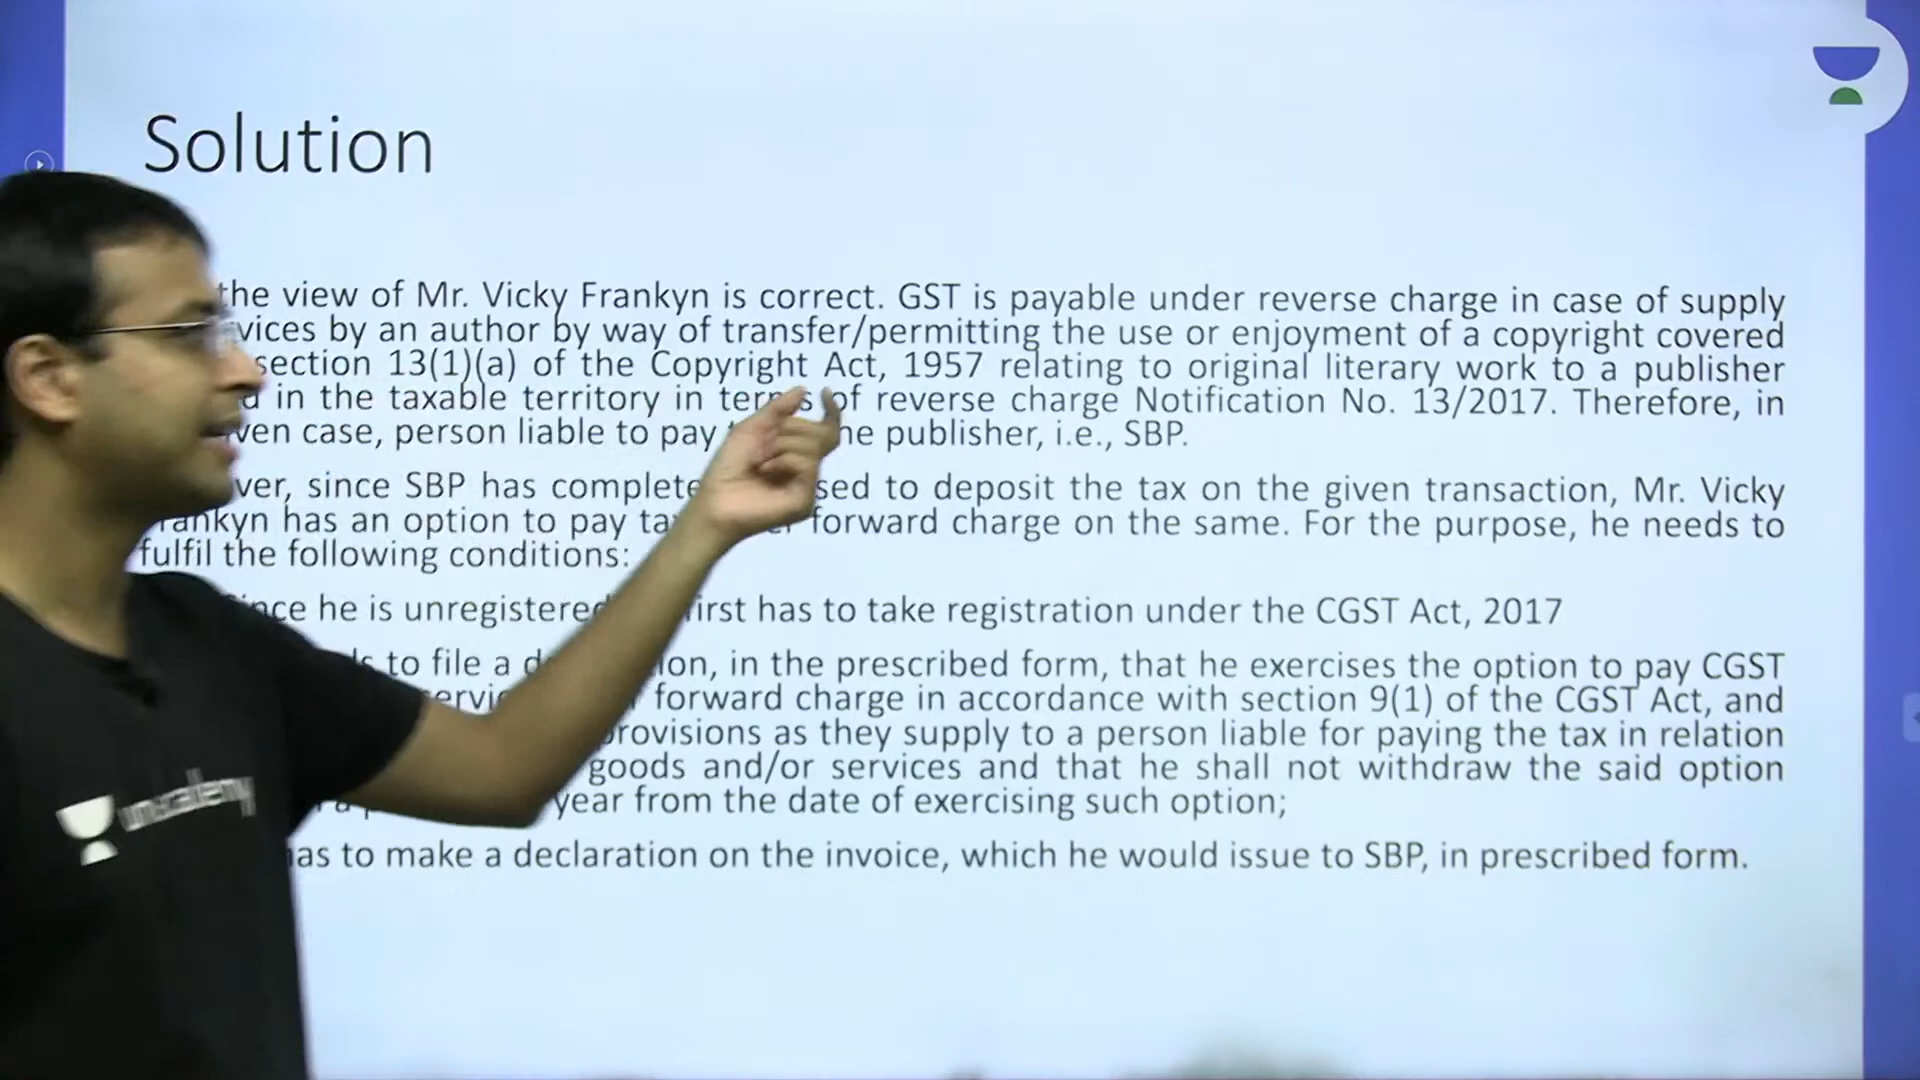 Solution
the view of Mr. Vicky Frankyn is correct. GST is payable under reverse charge in case of supply
vices by an author by way of transfer/permitting the use or enjoyment of a copyright covered
section 13(1)(a) of the Copyright Act, 1957 relating to original literary work to a publisher
in the taxable territory in terms of reverse charge Notification No. 13/2017. Therefore, in
ven case, person liable to pay he publisher, i.e., SBP.
ver, since SBP has complete sed to deposit the tax on the given transaction, Mr. Vicky
rankyn has an option to pay ta forward charge on the same. For the purpose, he needs to
fulfil the following conditions:
nce he is unregistered irst has to take registration under the CGST Act, 2017
s to file a d ion, in the prescribed form, that he exercises the option to pay CGST
ervic forward charge in accordance with section 9(1) of the CGST Act, and
rovisions as they supply to a person liable for paying the tax in relation
goods and/or services and that he shall not withdraw the said option
year from the date of exercising such option;
as to make a declaration on the invoice, which he would issue to SBP, in prescribed form.
unacademy